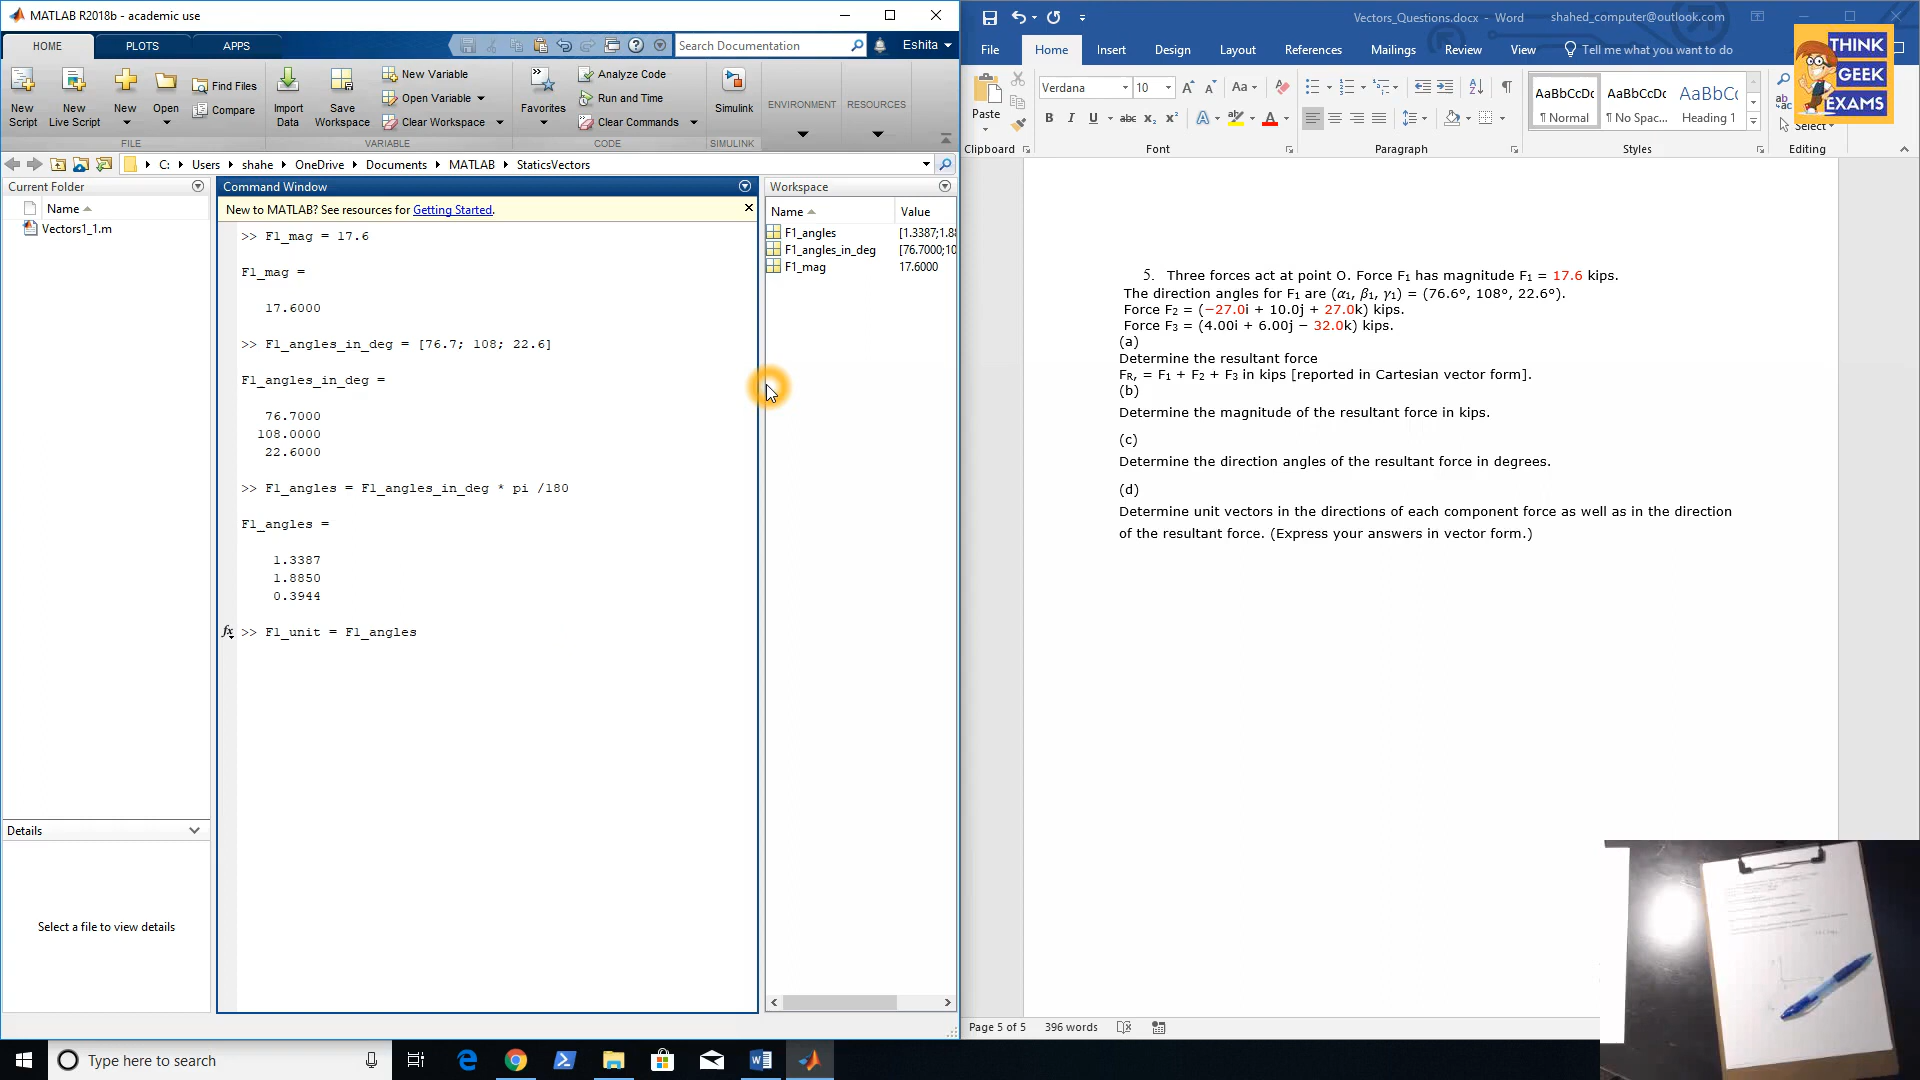 MATLAB R2018b - academic use
HOME
PLOTS
APPS
Search Documentation
Eshita
New Script
New Live Script
New
Open
Find Files
Compare
Import Data
Save Workspace
New Variable
Open Variable
Clear Workspace
Favorites
Analyze Code
Run and Time
Clear Commands
Simulink
ENVIRONMENT
RESOURCES
FILE
VARIABLE
CODE
SIMULINK
C:
Users
shahe
OneDrive
Documents
MATLAB
StaticsVectors
Current Folder
Name
Vectors1_1.m
Details
Select a file to view details
Command Window
New to MATLAB? See resources for Getting Started.
>> F1_mag = 17.6
F1_mag =
17.6000
>> F1_angles_in_deg = [76.7; 108; 22.6]
F1_angles_in_deg =
76.7000
108.0000
22.6000
>> F1_angles = F1_angles_in_deg * pi /180
F1_angles =
1.3387
1.8850
0.3944
fx >> F1_unit = F1_angles
Workspace
Name Value
F1_angles [1.3387;1.88
F1_angles_in_deg [76.7000;10
F1_mag 17.6000
Vectors_Questions.docx - Word
shahed_computer@outlook.com
File
Home
Insert
Design
Layout
References
Mailings
Review
View
Tell me what you want to do
THINK
GEEK
EXAMS
Paste
Verdana
10
AaBbCcDc
¶ Normal
AaBbCcDc
¶ No Spac...
AaBbCc
Heading 1
Select
Clipboard
Font
Paragraph
Styles
Editing
5. Three forces act at point O. Force F₁ has magnitude F₁ = 17.6 kips.
The direction angles for F₁ are (α₁, β₁, γ₁) = (76.6°, 108°, 22.6°).
Force F₂ = (−27.0i + 10.0j + 27.0k) kips.
Force F₃ = (4.00i + 6.00j − 32.0k) kips.
(a)
Determine the resultant force
FR, = F₁ + F₂ + F₃ in kips [reported in Cartesian vector form].
(b)
Determine the magnitude of the resultant force in kips.
(c)
Determine the direction angles of the resultant force in degrees.
(d)
Determine unit vectors in the directions of each component force as well as in the direction
of the resultant force. (Express your answers in vector form.)
Page 5 of 5
396 words
Type here to search